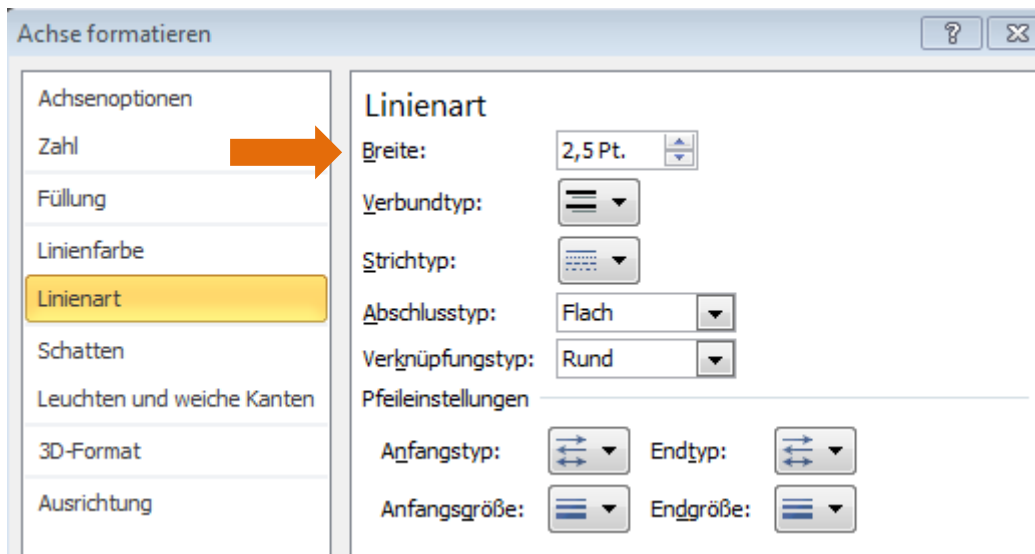 Achse formatieren
Achsenoptionen
Zahl
Füllung
Linienfarbe
Linienart
Schatten
Leuchten und weiche Kanten
3D-Format
Ausrichtung
Linienart
Breite: 2,5 Pt.
Verbundtyp:
Strichtyp:
Abschlusstyp: Flach
Verknüpfungstyp: Rund
Pfeileinstellungen
Anfangstyp: Endtyp:
Anfangsgröße: Endgröße: